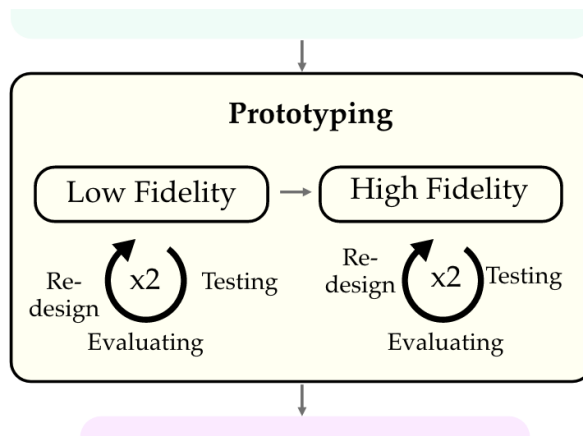 Prototyping
Low Fidelity
High Fidelity
x2
Re-
design
Testing
Evaluating
x2
Re-
design
Testing
Evaluating